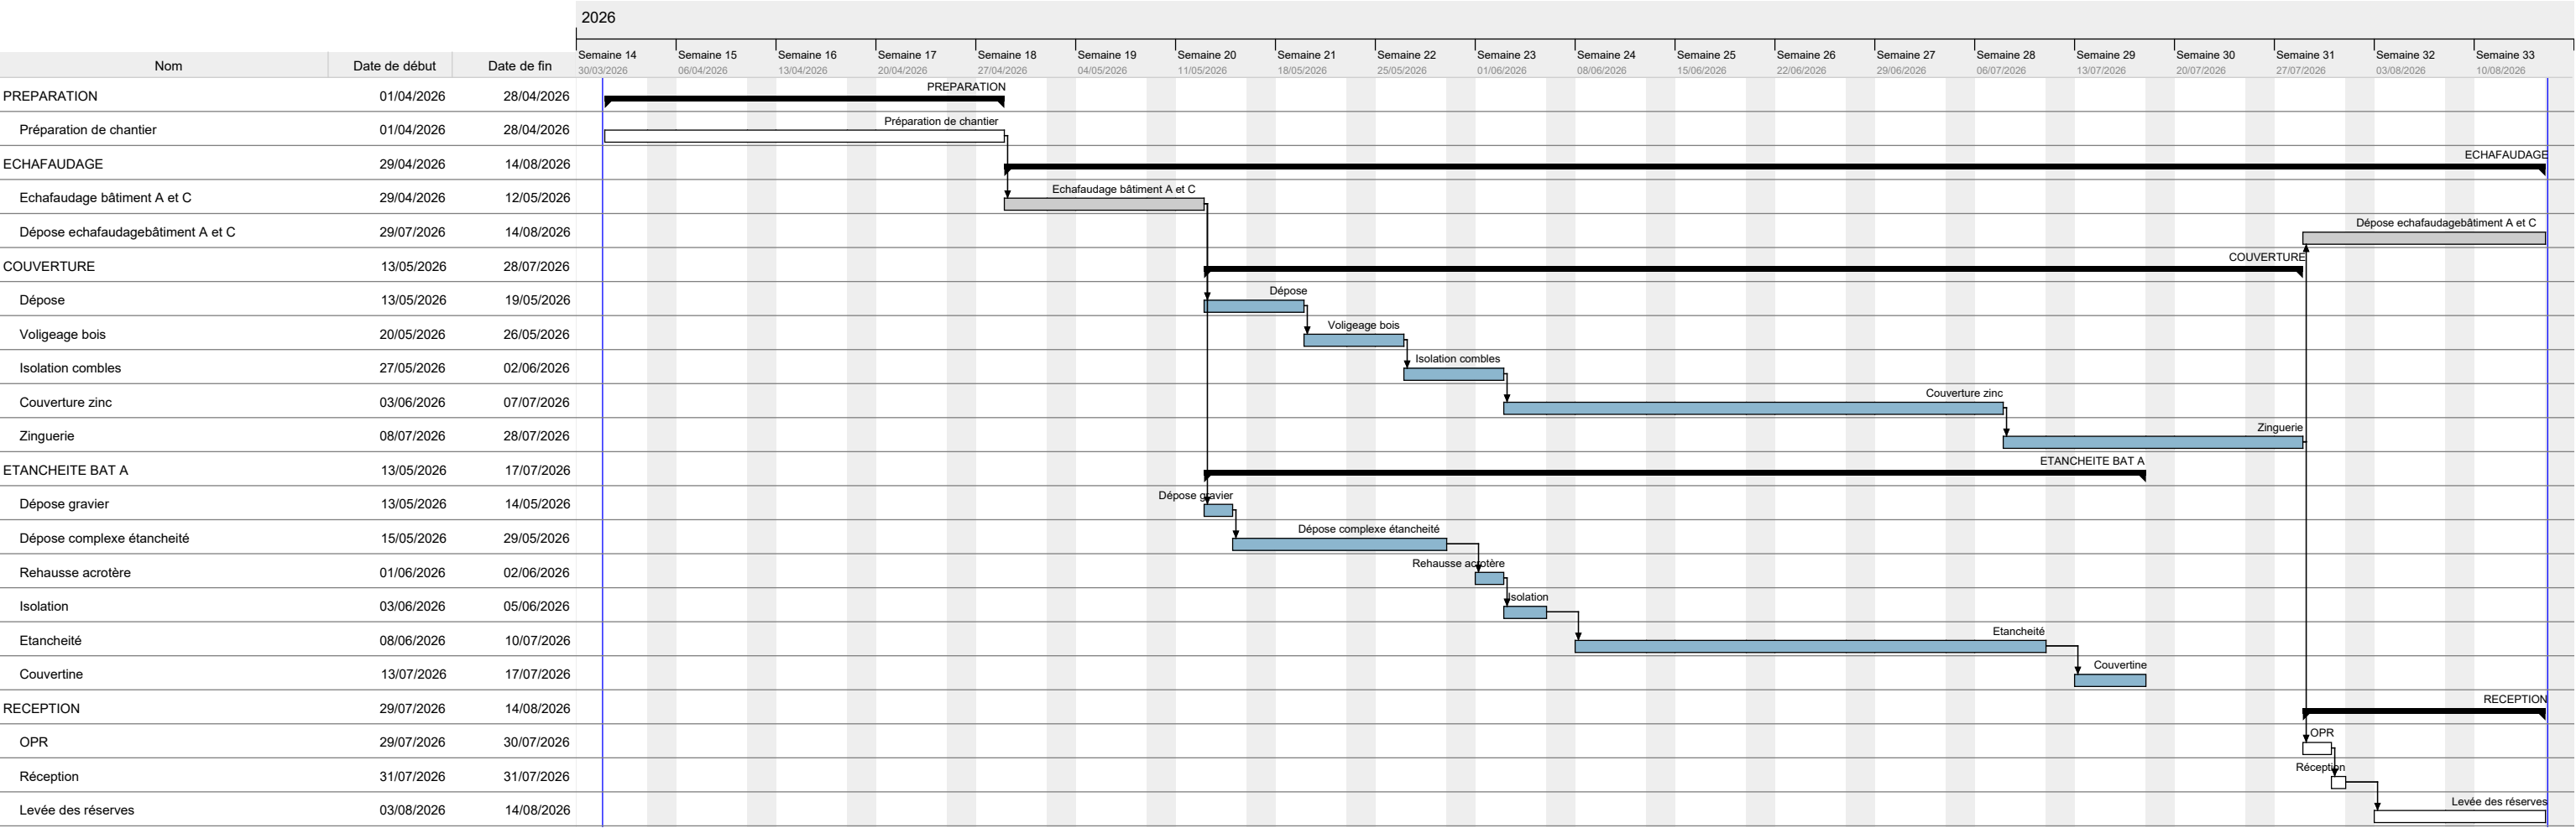 2026
Nom Date de début Date de fin
Semaine 14 Semaine 15 Semaine 16 Semaine 17 Semaine 18 Semaine 19 Semaine 20 Semaine 21 Semaine 22 Semaine 23 Semaine 24 Semaine 25 Semaine 26 Semaine 27 Semaine 28 Semaine 29 Semaine 30 Semaine 31 Semaine 32 Semaine 33
30/03/2026 06/04/2026 13/04/2026 20/04/2026 27/04/2026 04/05/2026 11/05/2026 18/05/2026 25/05/2026 01/06/2026 08/06/2026 15/06/2026 22/06/2026 29/06/2026 06/07/2026 13/07/2026 20/07/2026 27/07/2026 03/08/2026 10/08/2026
PREPARATION 01/04/2026 28/04/2026 PREPARATION
Préparation de chantier 01/04/2026 28/04/2026 Préparation de chantier
ECHAFAUDAGE 29/04/2026 14/08/2026 ECHAFAUDAGE
Echafaudage bâtiment A et C 29/04/2026 12/05/2026 Echafaudage bâtiment A et C
Dépose echafaudagebâtiment A et C 29/07/2026 14/08/2026 Dépose echafaudagebâtiment A et C
COUVERTURE 13/05/2026 28/07/2026 COUVERTURE
Dépose 13/05/2026 19/05/2026 Dépose
Voligeage bois 20/05/2026 26/05/2026 Voligeage bois
Isolation combles 27/05/2026 02/06/2026 Isolation combles
Couverture zinc 03/06/2026 07/07/2026 Couverture zinc
Zinguerie 08/07/2026 28/07/2026 Zinguerie
ETANCHEITE BAT A 13/05/2026 17/07/2026 ETANCHEITE BAT A
Dépose gravier 13/05/2026 14/05/2026 Dépose gravier
Dépose complexe étancheité 15/05/2026 29/05/2026 Dépose complexe étancheité
Rehausse acrotère 01/06/2026 02/06/2026 Rehausse acrotère
Isolation 03/06/2026 05/06/2026 Isolation
Etancheité 08/06/2026 10/07/2026 Etancheité
Couvertine 13/07/2026 17/07/2026 Couvertine
RECEPTION 29/07/2026 14/08/2026 RECEPTION
OPR 29/07/2026 30/07/2026 OPR
Réception 31/07/2026 31/07/2026 Réception
Levée des réserves 03/08/2026 14/08/2026 Levée des réserves